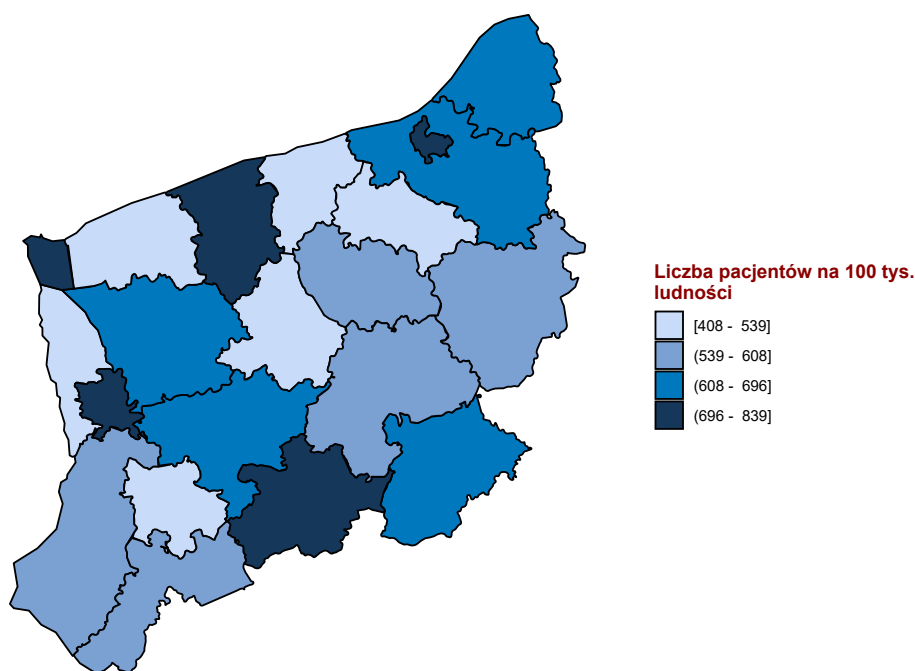 Liczba pacjentów na 100 tys.
ludności
[408 - 539]
(539 - 608]
(608 - 696]
(696 - 839]